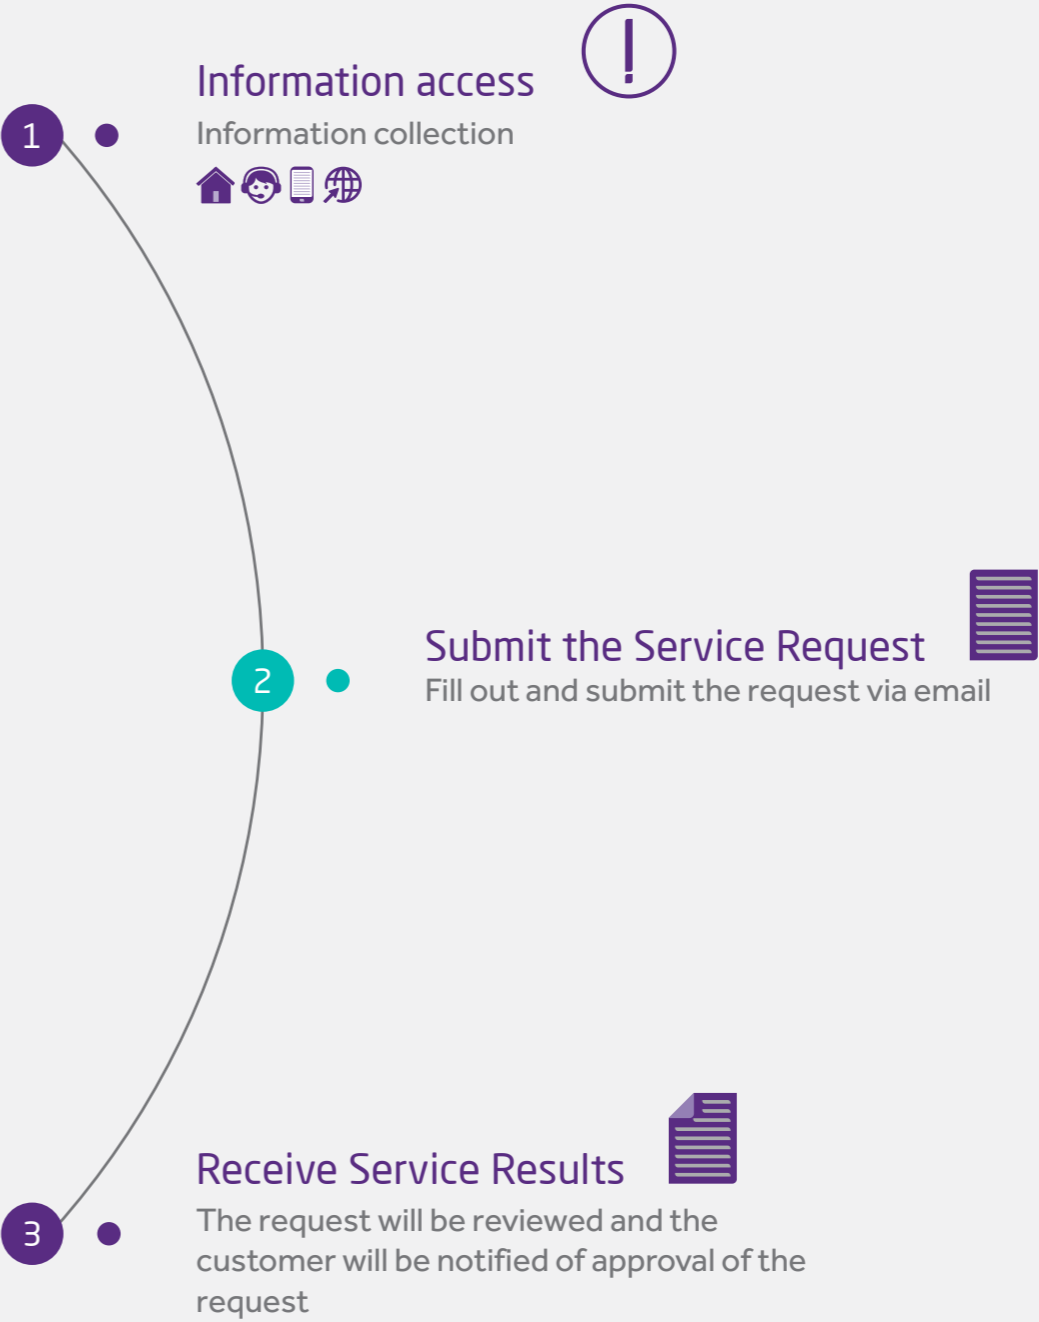 Information access
1
Information collection
Submit the Service Request
2
Fill out and submit the request via email
Receive Service Results
3
The request will be reviewed and the
customer will be notified of approval of the
request